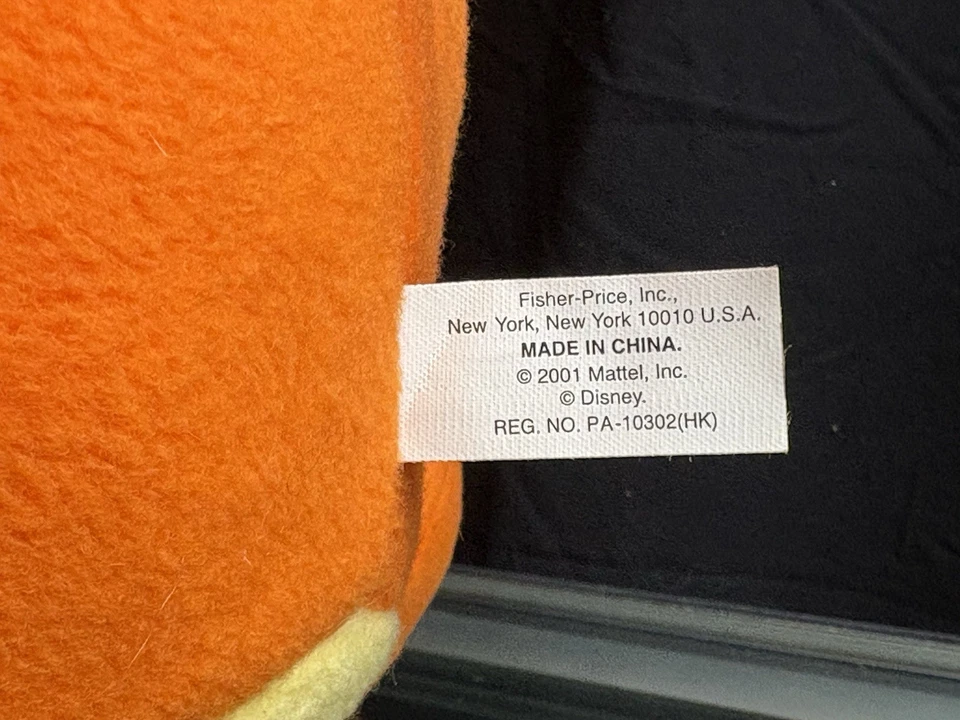 Fisher-Price, Inc.,
New York, New York 10010 U.S.A.
MADE IN CHINA.
© 2001 Mattel, Inc.
© Disney.
REG. NO. PA-10302(HK)